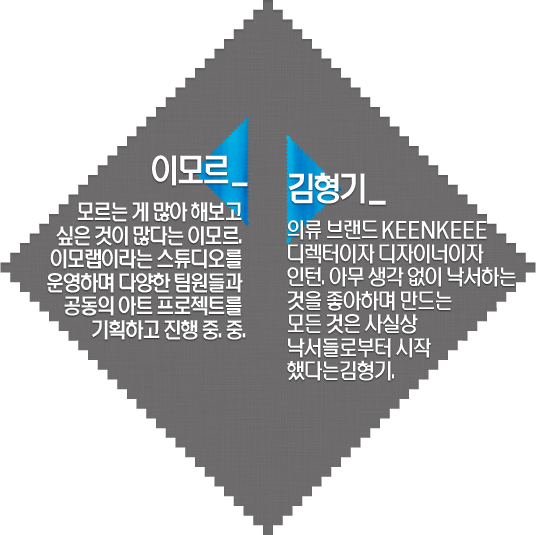 이모르_
모르는 게 많아 해보고
싶은 것이 많다는 이모르.
이모랩이라는 스튜디오를
운영하며 다양한 팀원들과
공동의 아트 프로젝트를
기획하고 진행 중. 중.
김형기_
의류 브랜드 KEENKEEE
디렉터이자 디자이너이자
인턴. 아무 생각 없이 낙서하는
것을 좋아하며 만드는
모든 것은 사실상
낙서들로부터 시작
했다는김형기.